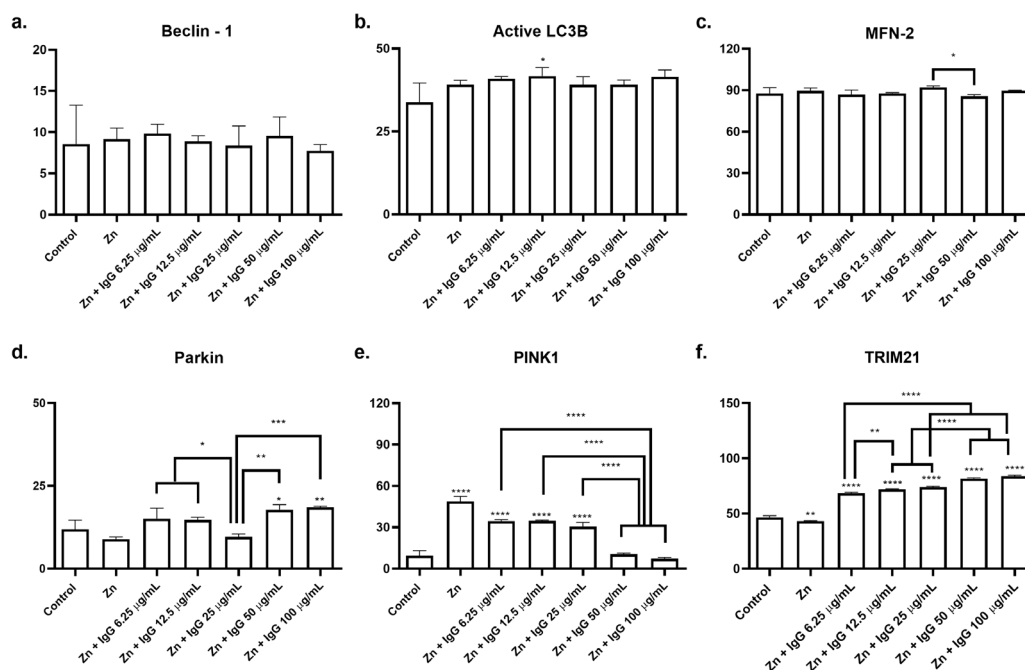 a.
Beclin - 1
20
15
10
5
0
Control
Zn
Zn + IgG 6.25 μg/mL
Zn + IgG 12.5 μg/mL
Zn + IgG 25 μg/mL
Zn + IgG 50 μg/mL
Zn + IgG 100 μg/mL
b.
Active LC3B
50
25
0
*
Control
Zn
Zn + IgG 6.25 μg/mL
Zn + IgG 12.5 μg/mL
Zn + IgG 25 μg/mL
Zn + IgG 50 μg/mL
Zn + IgG 100 μg/mL
c.
MFN-2
120
90
60
30
0
*
Control
Zn
Zn + IgG 6.25 μg/mL
Zn + IgG 12.5 μg/mL
Zn + IgG 25 μg/mL
Zn + IgG 50 μg/mL
Zn + IgG 100 μg/mL
d.
Parkin
50
25
0
***
*
**
*
**
Control
Zn
Zn + IgG 6.25 μg/mL
Zn + IgG 12.5 μg/mL
Zn + IgG 25 μg/mL
Zn + IgG 50 μg/mL
Zn + IgG 100 μg/mL
e.
PINK1
120
90
60
30
0
****
****
****
****
****
****
****
Control
Zn
Zn + IgG 6.25 μg/mL
Zn + IgG 12.5 μg/mL
Zn + IgG 25 μg/mL
Zn + IgG 50 μg/mL
Zn + IgG 100 μg/mL
f.
TRIM21
150
100
50
0
****
**
****
**
****
****
****
****
****
Control
Zn
Zn + IgG 6.25 μg/mL
Zn + IgG 12.5 μg/mL
Zn + IgG 25 μg/mL
Zn + IgG 50 μg/mL
Zn + IgG 100 μg/mL